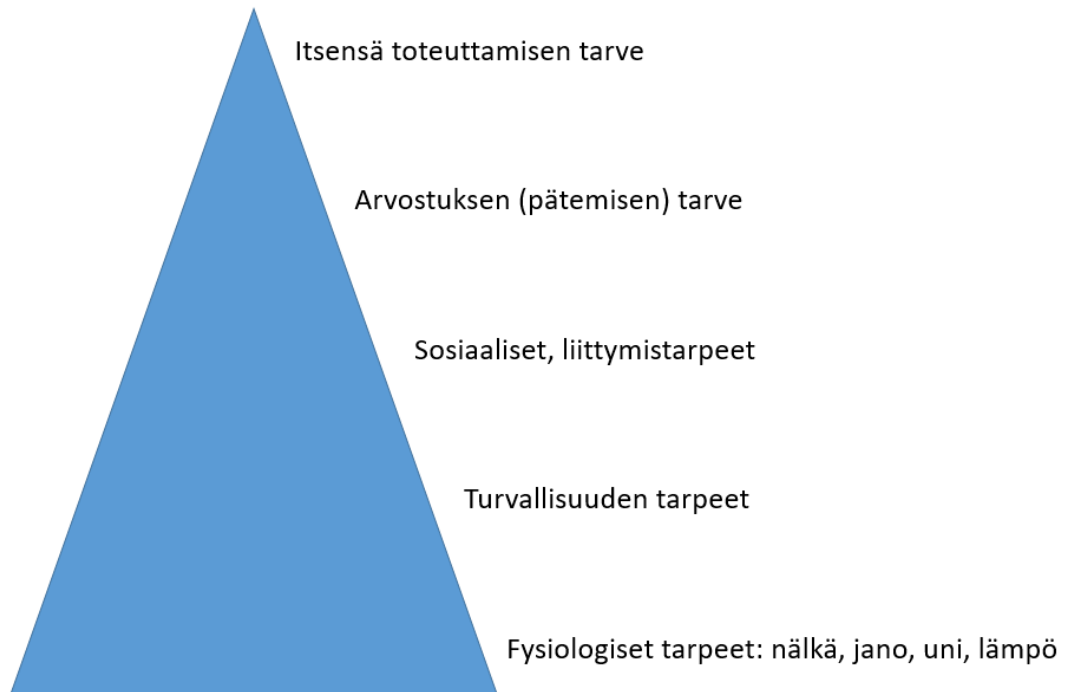 Itsensä toteuttamisen tarve
Arvostuksen (pätemisen) tarve
Sosiaaliset, liittymistarpeet
Turvallisuuden tarpeet
Fysiologiset tarpeet: nälkä, jano, uni, lämpö